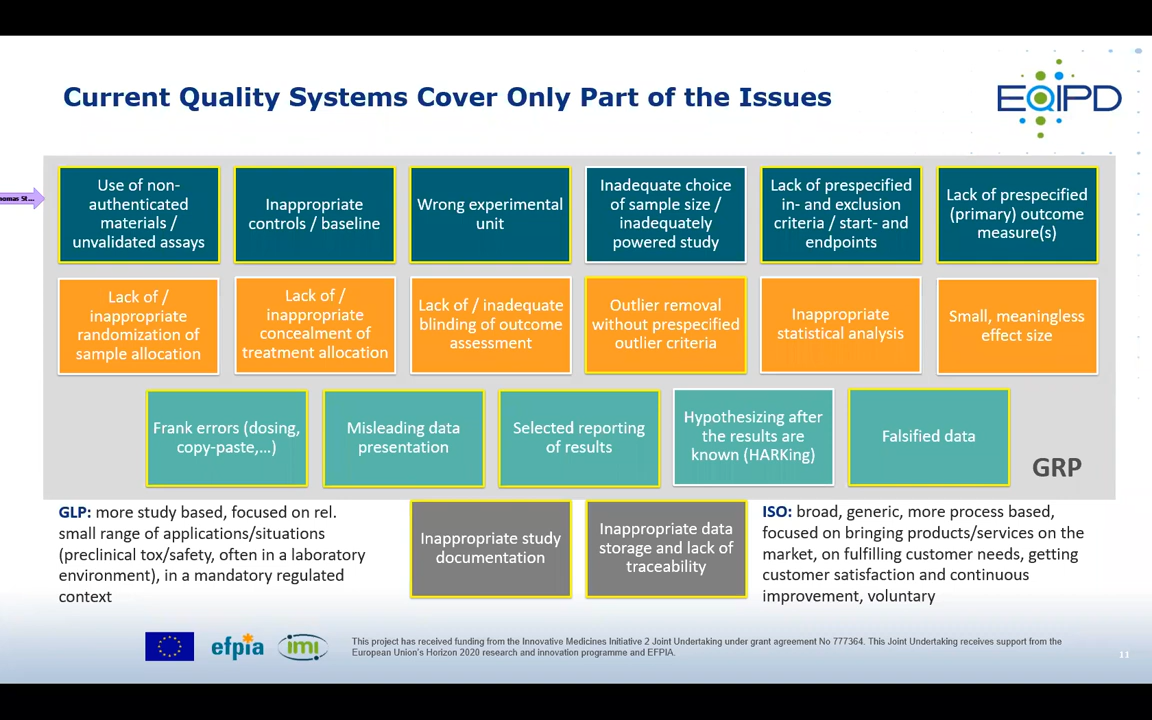 Current Quality Systems Cover Only Part of the Issues
EQIPD
Use of non-
authenticated
materials /
unvalidated assays
Inappropriate
controls / baseline
Wrong experimental
unit
Inadequate choice
of sample size /
inadequately
powered study
Lack of prespecified
in- and exclusion
criteria / start- and
endpoints
Lack of prespecified
(primary) outcome
measure(s)
Lack of /
inappropriate
randomization of
sample allocation
Lack of /
inappropriate
concealment of
treatment allocation
Lack of / inadequate
blinding of outcome
assessment
Outlier removal
without prespecified
outlier criteria
Inappropriate
statistical analysis
Small, meaningless
effect size
Frank errors (dosing,
copy-paste,...)
Misleading data
presentation
Selected reporting
of results
Hypothesizing after
the results are
known (HARKing)
Falsified data
GRP
GLP: more study based, focused on rel.
small range of applications/situations
(preclinical tox/safety, often in a laboratory
environment), in a mandatory regulated
context
Inappropriate study
documentation
Inappropriate data
storage and lack of
traceability
ISO: broad, generic, more process based,
focused on bringing products/services on the
market, on fulfilling customer needs, getting
customer satisfaction and continuous
improvement, voluntary
efpia
imi
This project has received funding from the Innovative Medicines Initiative 2 Joint Undertaking under grant agreement No 777364. This Joint Undertaking receives support from the
European Union's Horizon 2020 research and innovation programme and EFPIA.
11